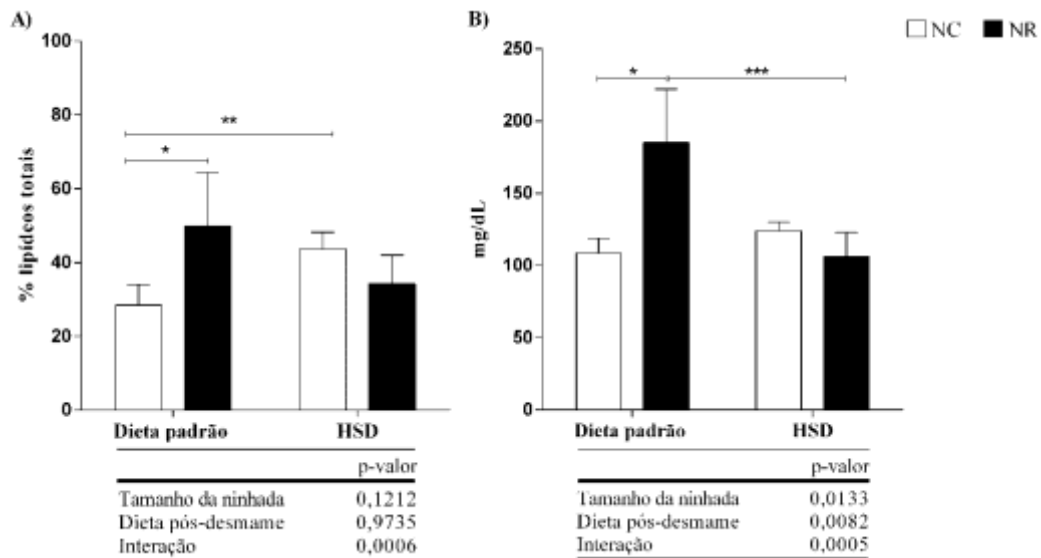 A)
% lipídeos totais
100
80
60
40
20
0
*
**
Dieta padrão HSD
p-valor
Tamanho da ninhada 0,1212
Dieta pós-desmame 0,9735
Interação 0,0006
B)
NC NR
mg/dL
250
200
150
100
50
0
* ***
Dieta padrão HSD
p-valor
Tamanho da ninhada 0,0133
Dieta pós-desmame 0,0082
Interação 0,0005